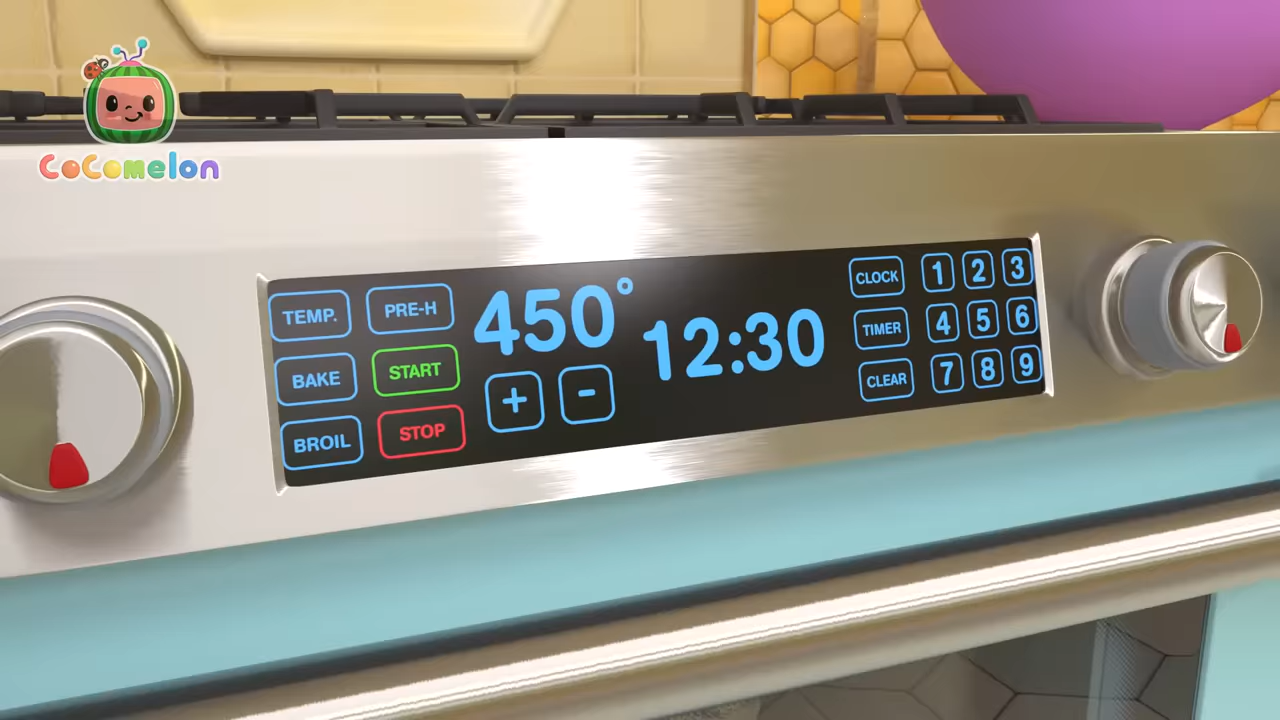 CoComelon
TEMP. PRE-H
BAKE START
BROIL STOP
450°
+ -
12:30
CLOCK 1 2 3
TIMER 4 5 6
CLEAR 7 8 9